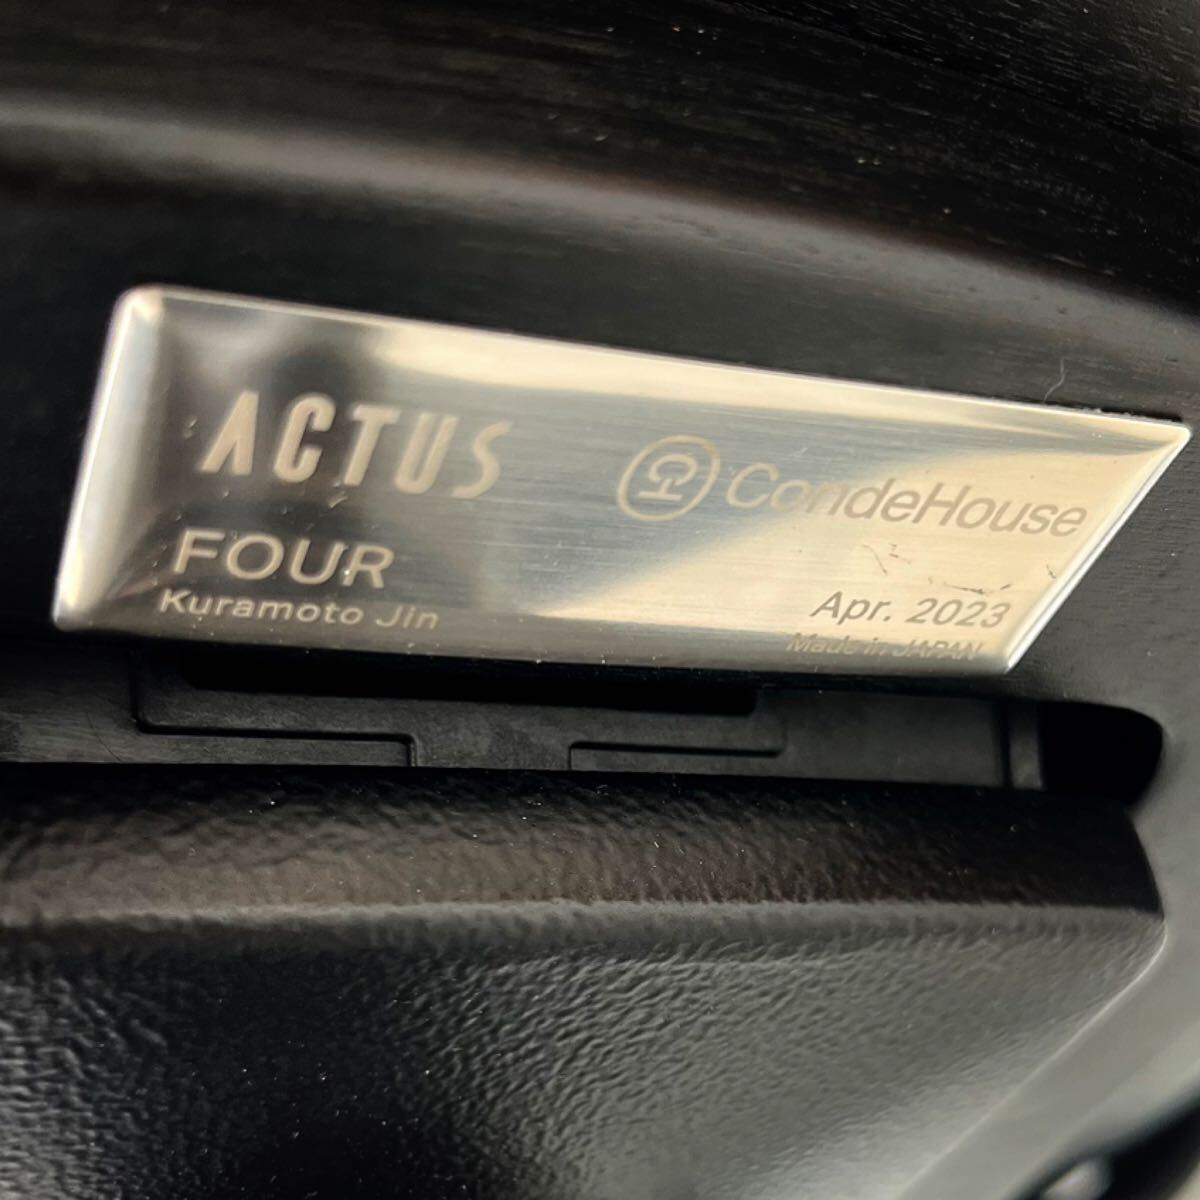 ACTUS
CondeHouse
FOUR
Kuramoto Jin
Apr. 2023
Made in JAPAN